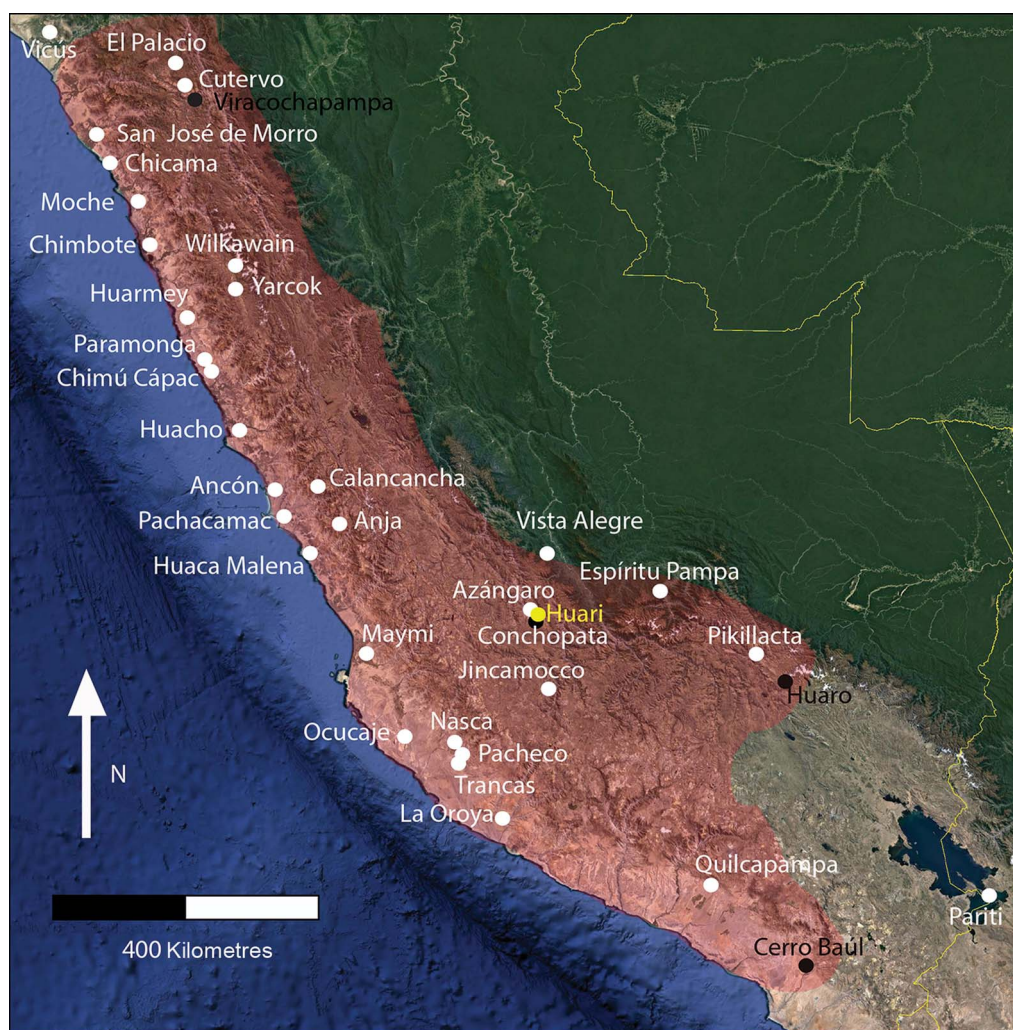 Vicús
El Palacio
Cutervo
Viracochapampa
San José de Morro
Chicama
Moche
Chimbote
Wilkawain
Yarcok
Huarmey
Paramonga
Chimú Cápac
Huacho
Calancancha
Ancón
Pachacamac
Anja
Vista Alegre
Huaca Malena
Espíritu Pampa
Azángaro
Huari
Conchopata
Maymi
Pikillacta
Jincamocco
Huaro
Nasca
Ocucaje
Pacheco
N
Trancas
La Oroya
Quilcapampa
Pariti
Cerro Baúl
400 Kilometres